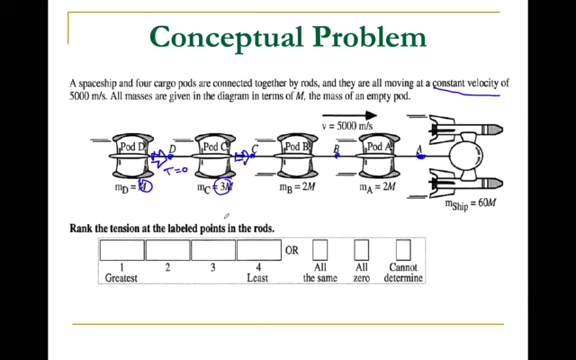 Conceptual Problem
A spaceship and four cargo pods are connected together by rods, and they are all moving at a constant velocity of
5000 m/s. All masses are given in the diagram in terms of M, the mass of an empty pod.
v = 5000 m/s
Pod D D Pod C C Pod B B Pod A A
T=0
mD = M mC = 3M mB = 2M mA = 2M mShip = 60M
Rank the tension at the labeled points in the rods.
OR
1 2 3 4 All All Cannot
Greatest Least the same zero determine